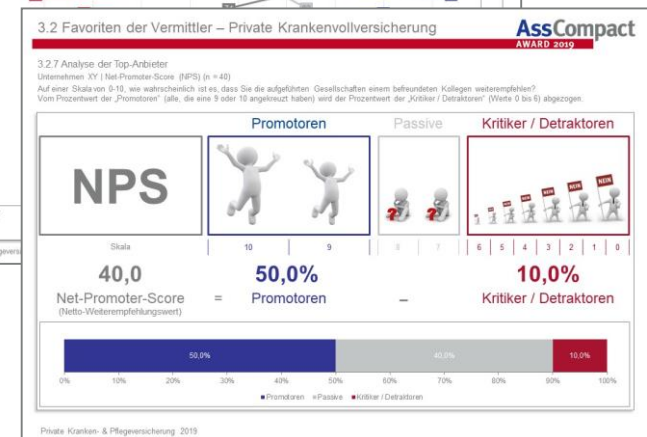 3.2 Favoriten der Vermittler – Private Krankenvollversicherung
AssCompact
AWARD 2019
3.2.7 Analyse der Top-Anbieter
Unternehmen XY | Net-Promoter-Score (NPS) (n = 40)
Auf einer Skala von 0-10, wie wahrscheinlich ist es, dass Sie die aufgeführten Gesellschaften einem befreundeten Kollegen weiterempfehlen?
Vom Prozentwert der „Promotoren" (alle, die eine 9 oder 10 angekreuzt haben) wird der Prozentwert der „Kritiker / Detraktoren" (Werte 0 bis 6) abgezogen.
Promotoren Passive Kritiker / Detraktoren
NPS
NEIN NEIN NEIN NEIN
Skala 10 9 8 7 6 5 4 3 2 1 0
40,0 50,0% 10,0%
Net-Promoter-Score = Promotoren – Kritiker / Detraktoren
(Netto-Weiterempfehlungswert)
50,0% 40,0% 10,0%
0% 10% 20% 30% 40% 50% 60% 70% 80% 90% 100%
Promotoren Passive Kritiker / Detraktoren
Private Kranken- & Pflegeversicherung 2019